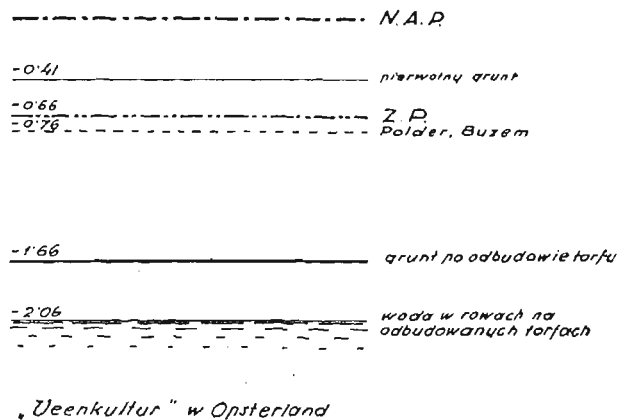 N.A.P.
-0·41 pierwotny grunt
-0·66 Z.P.
-0·76 Polder, Buzem
-1·66 grunt po odbudowie torfu
-2·06 woda w rowach na
odbudowanych torfach
„Veenkultur" w Opsterland